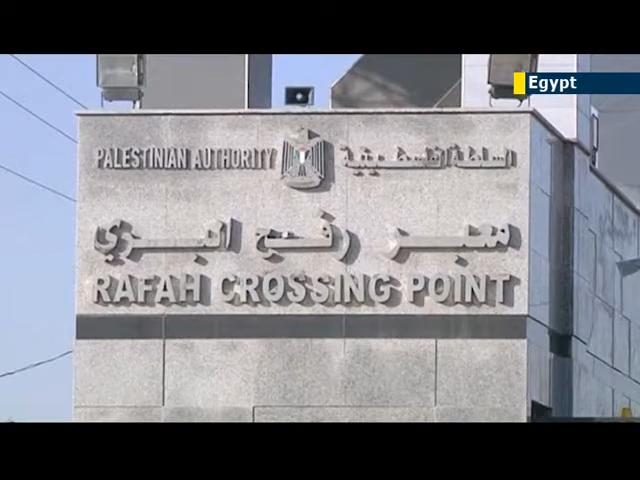 Egypt
PALESTINIAN AUTHORITY السلطة الفلسطينية
معبر رفح البري
RAFAH CROSSING POINT